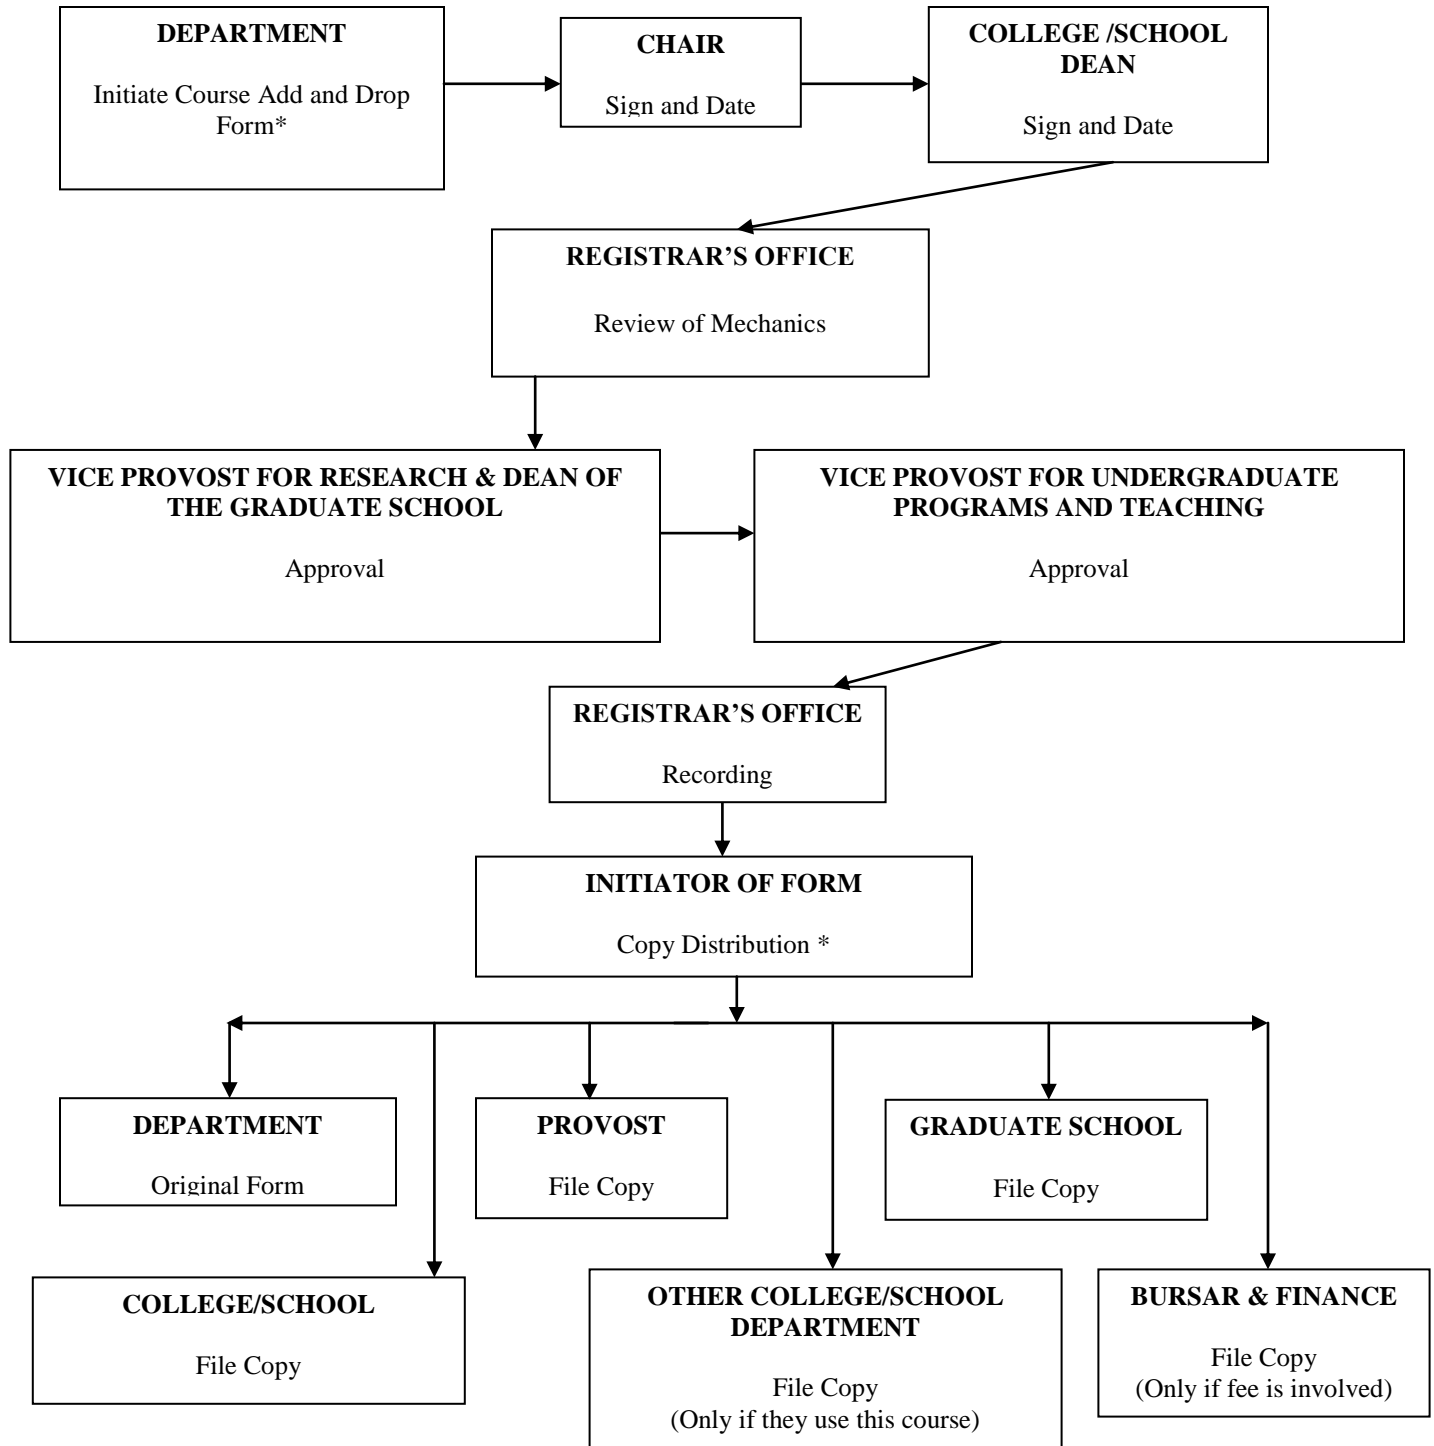 DEPARTMENT
Initiate Course Add and Drop
Form*
CHAIR
Sign and Date
COLLEGE /SCHOOL
DEAN
Sign and Date
REGISTRAR’S OFFICE
Review of Mechanics
VICE PROVOST FOR RESEARCH & DEAN OF
THE GRADUATE SCHOOL
Approval
VICE PROVOST FOR UNDERGRADUATE
PROGRAMS AND TEACHING
Approval
REGISTRAR’S OFFICE
Recording
INITIATOR OF FORM
Copy Distribution *
DEPARTMENT
Original Form
PROVOST
File Copy
GRADUATE SCHOOL
File Copy
COLLEGE/SCHOOL
File Copy
OTHER COLLEGE/SCHOOL
DEPARTMENT
File Copy
(Only if they use this course)
BURSAR & FINANCE
File Copy
(Only if fee is involved)